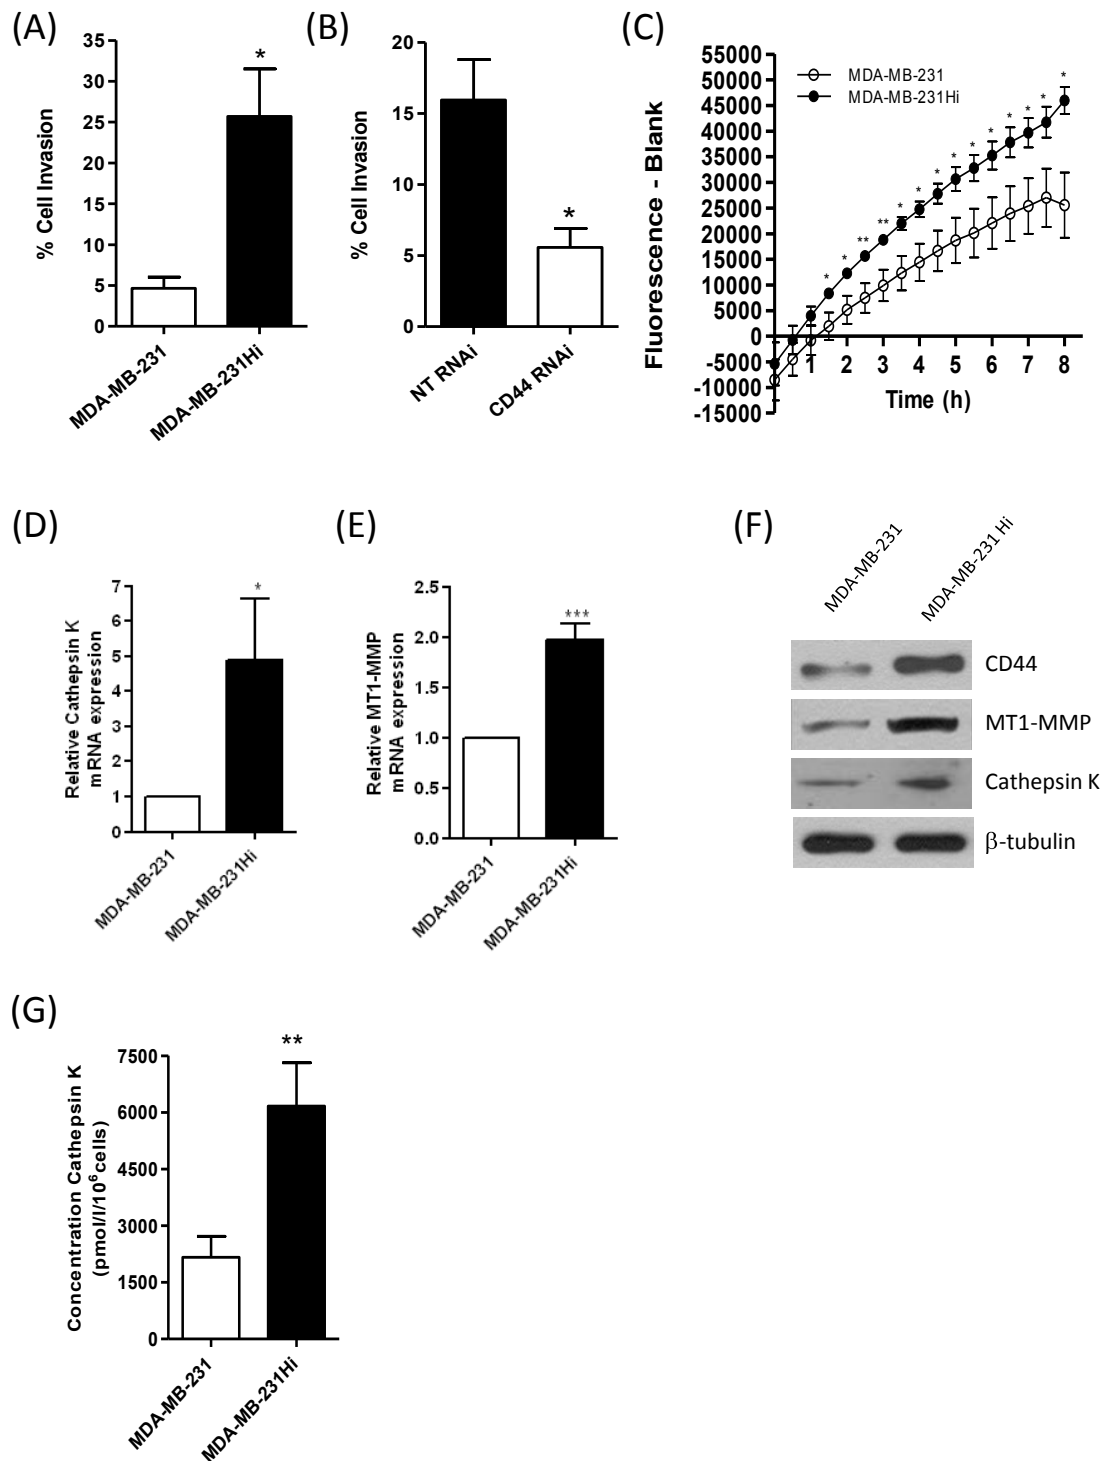 (A)
35
30
25
20
15
10
5
0
% Cell Invasion
*
MDA-MB-231
MDA-MB-231Hi
(B)
20
15
10
5
0
% Cell Invasion
*
NT RNAi
CD44 RNAi
(C)
55000
50000
45000
40000
35000
30000
25000
20000
15000
10000
5000
0
-5000
-10000
-15000
Fluorescence - Blank
MDA-MB-231
MDA-MB-231Hi
* * ** ** * * * * * * * * * *
1 2 3 4 5 6 7 8
Time (h)
(D)
7
6
5
4
3
2
1
0
Relative Cathepsin K
mRNA expression
*
MDA-MB-231
MDA-MB-231Hi
(E)
2.5
2.0
1.5
1.0
0.5
0.0
Relative MT1-MMP
mRNA expression
***
MDA-MB-231
MDA-MB-231Hi
(F)
MDA-MB-231
MDA-MB-231 Hi
CD44
MT1-MMP
Cathepsin K
β-tubulin
(G)
7500
6000
4500
3000
1500
0
Concentration Cathepsin K
(pmol/l/10⁶cells)
**
MDA-MB-231
MDA-MB-231Hi